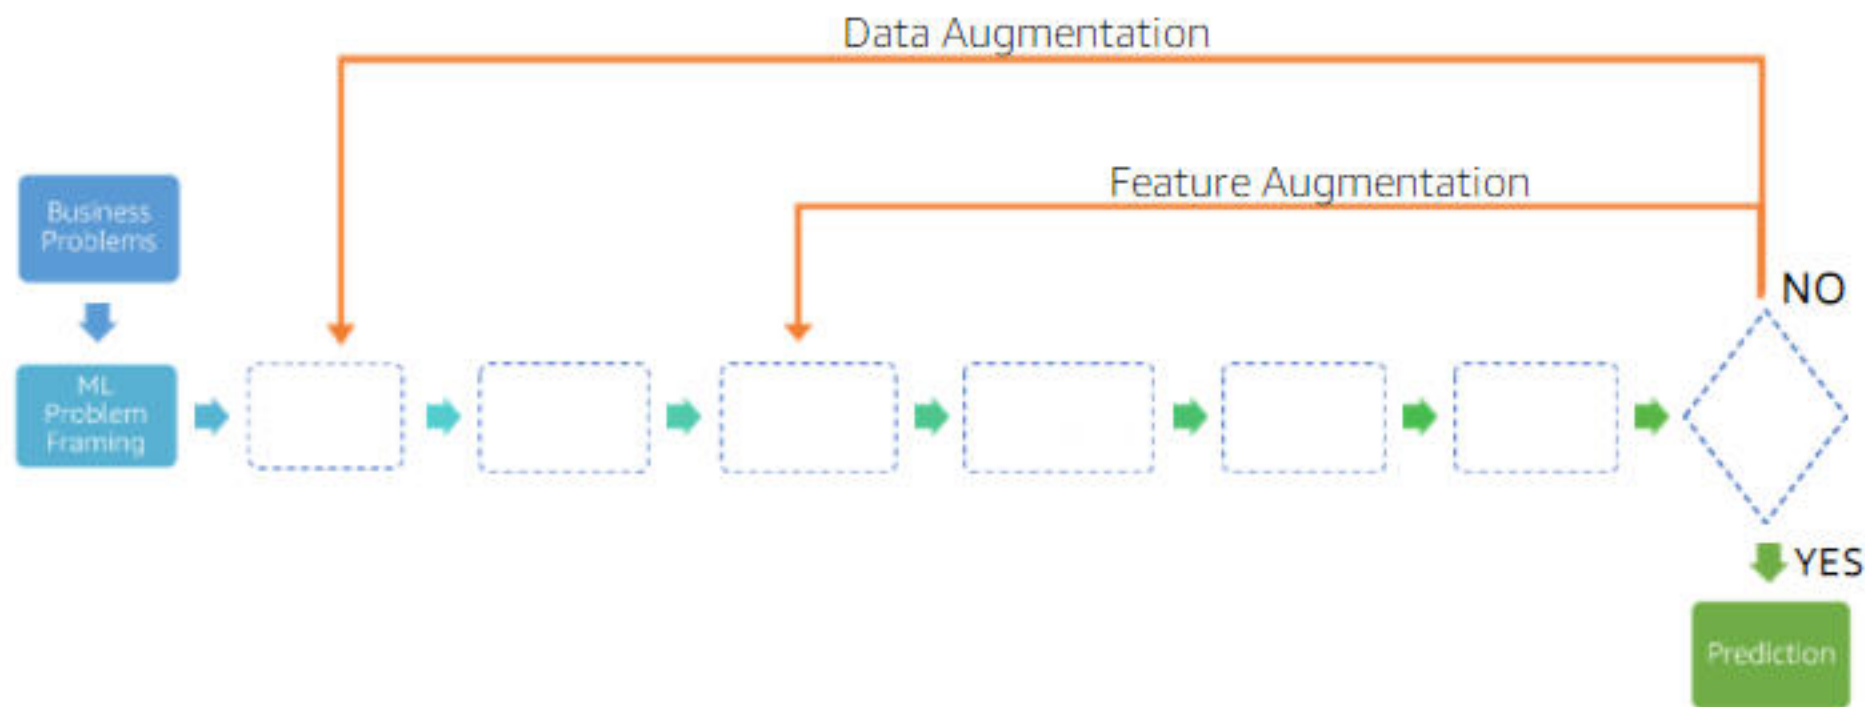 Data Augmentation
Feature Augmentation
Business
Problems
NO
ML
Problem
Framing
YES
Prediction